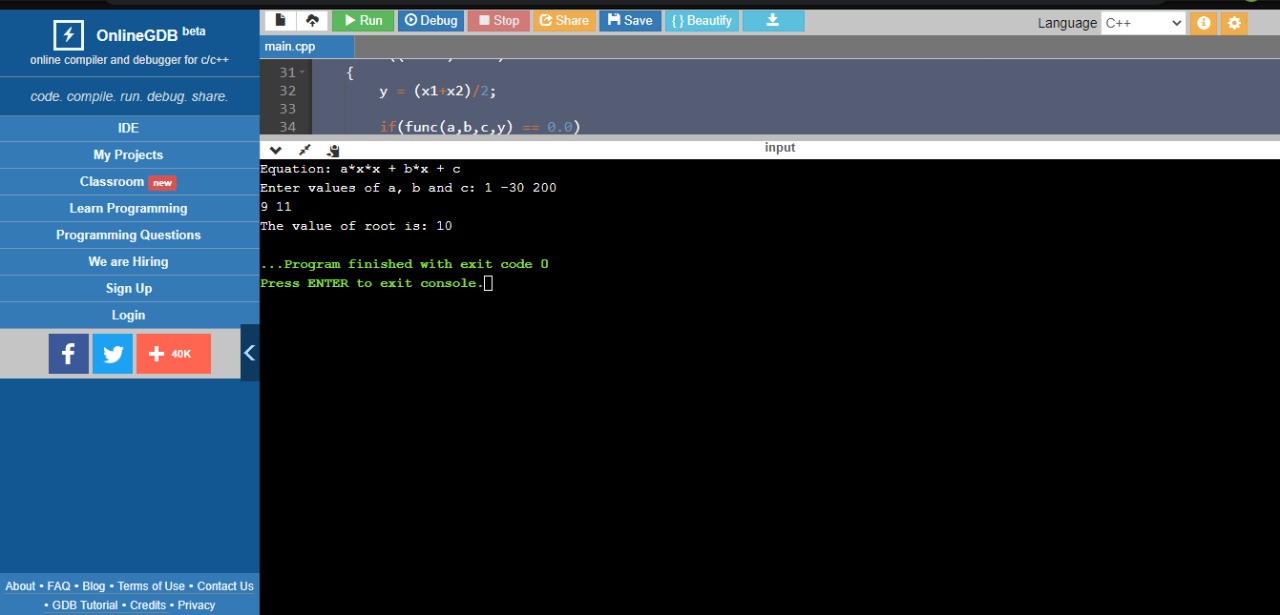 OnlineGDB beta
online compiler and debugger for c/c++
code. compile. run. debug. share.
IDE
My Projects
Classroom new
Learn Programming
Programming Questions
We are Hiring
Sign Up
Login
f
+ 40K
About • FAQ • Blog • Terms of Use • Contact Us
• GDB Tutorial • Credits • Privacy
Run Debug Stop Share Save {} Beautify
Language C++
main.cpp
31 {
32 y = (x1+x2)/2;
33
34 if(func(a,b,c,y) == 0.0)
input
Equation: a*x*x + b*x + c
Enter values of a, b and c: 1 -30 200
9 11
The value of root is: 10
...Program finished with exit code 0
Press ENTER to exit console.